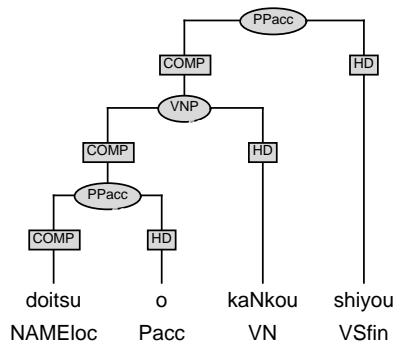 PPacc
COMP HD
VNP
COMP HD
PPacc
COMP HD
doitsu o kaNkou shiyou
NAMEloc Pacc VN VSfin